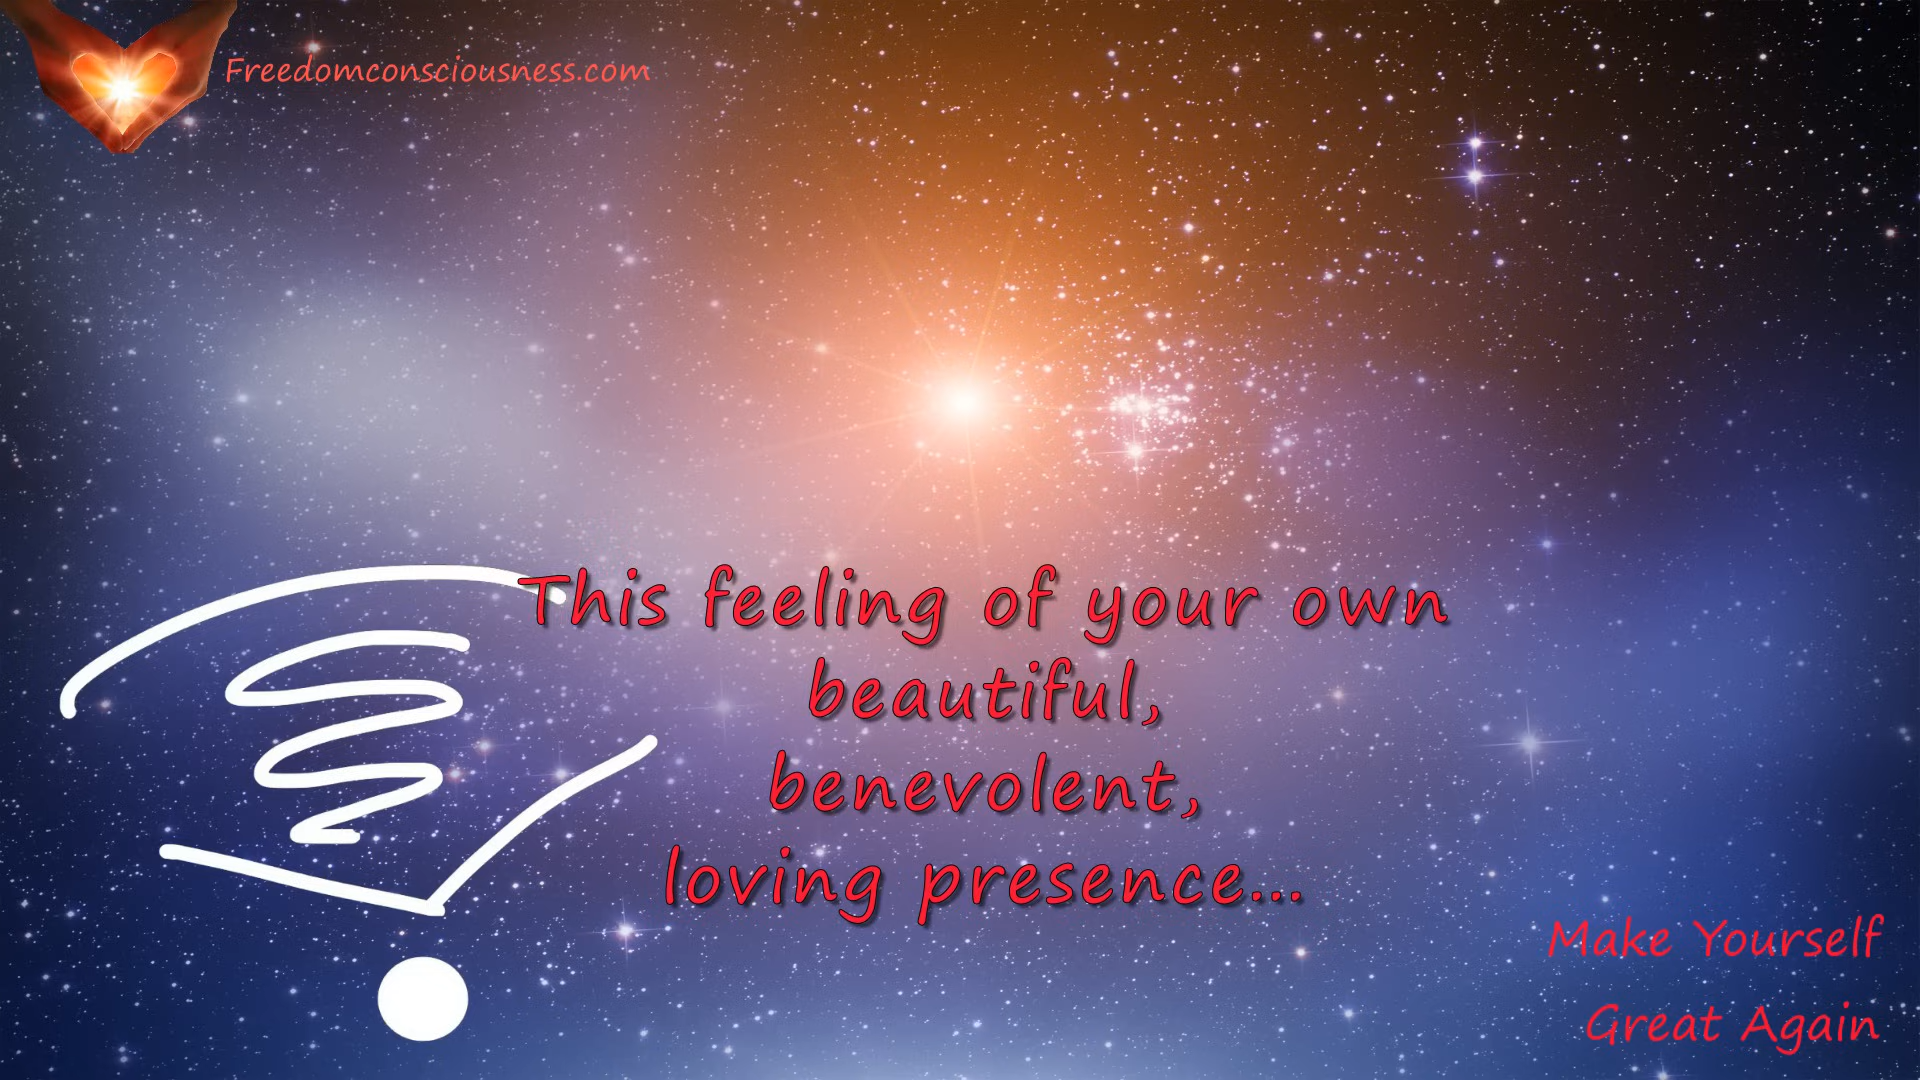 Freedomconsciousness.com
This feeling of your own
beautiful,
benevolent,
loving presence...
Make Yourself
Great Again